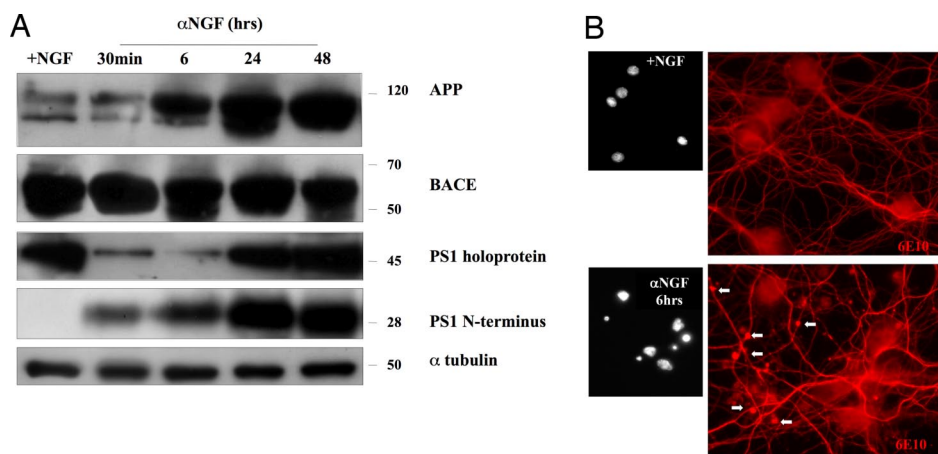 A
αNGF (hrs)
+NGF 30min 6 24 48
120 APP
70
BACE
50
45 PS1 holoprotein
28 PS1 N-terminus
50 α tubulin
B
+NGF
6E10
αNGF
6hrs
6E10